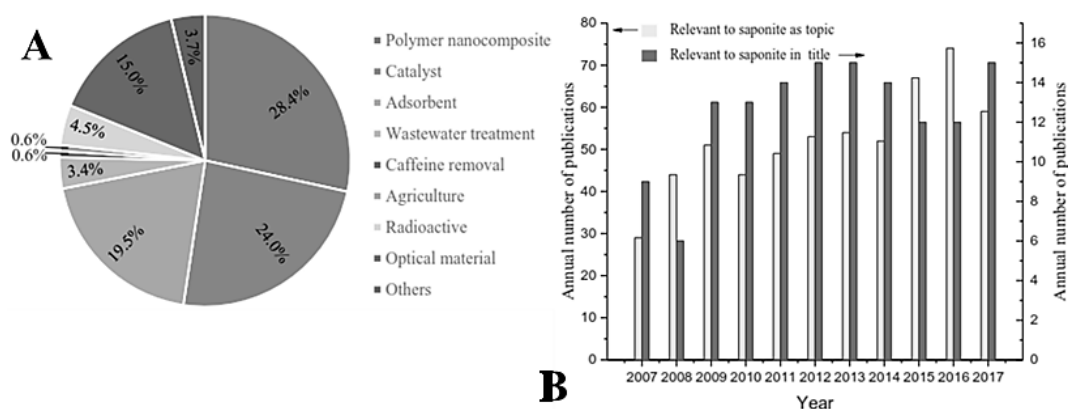 A
3.7%
15.0%
28.4%
4.5%
0.6%
0.6%
3.4%
19.5%
24.0%
Polymer nanocomposite
Catalyst
Adsorbent
Wastewater treatment
Caffeine removal
Agriculture
Radioactive
Optical material
Others
B
Relevant to saponite as topic
Relevant to saponite in title
Annual number of publications
80
70
60
50
40
30
20
10
0
2007 2008 2009 2010 2011 2012 2013 2014 2015 2016 2017
Year
16
14
12
10
8
6
4
2
0
Annual number of publications